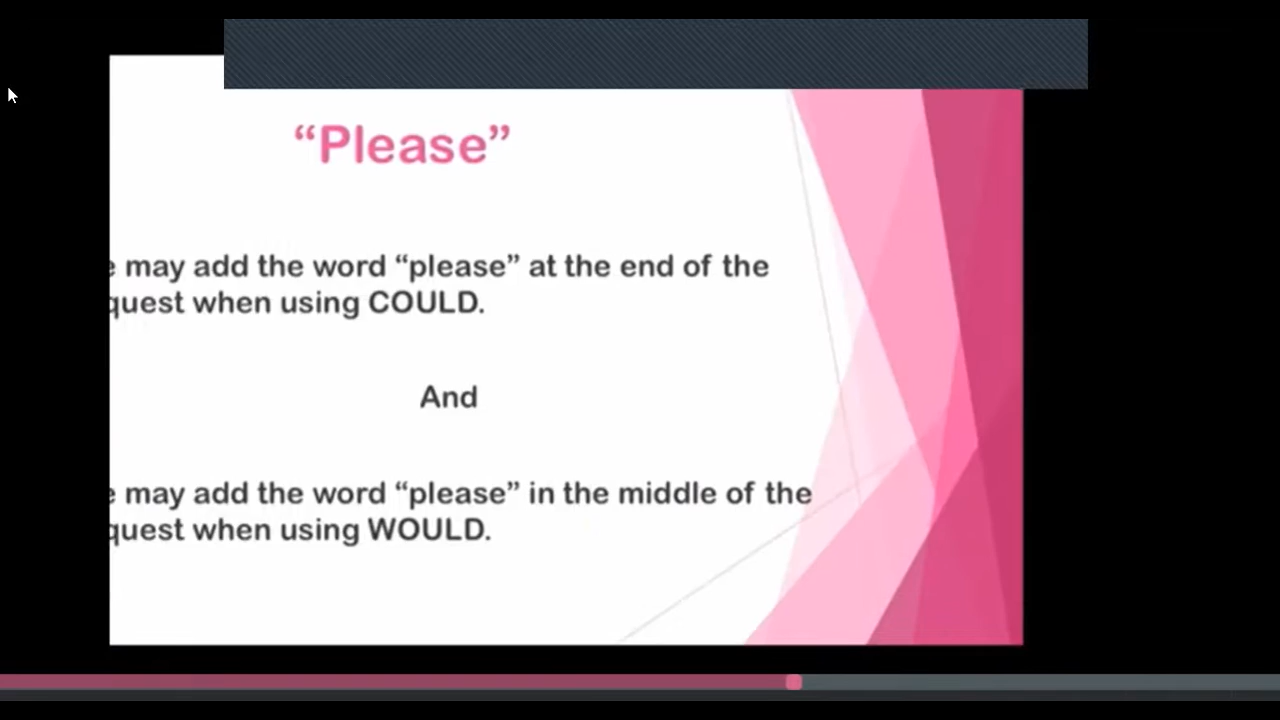 “Please”
may add the word “please” at the end of the
quest when using COULD.
And
may add the word “please” in the middle of the
quest when using WOULD.